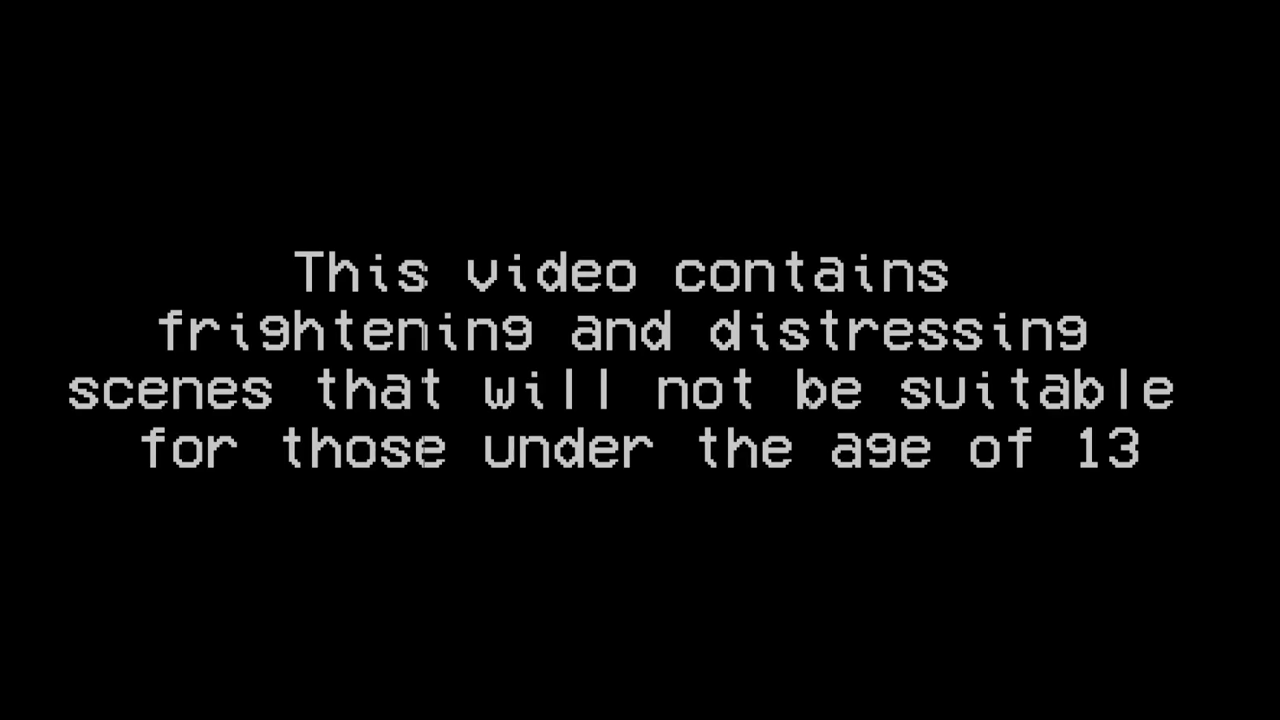 This video contains
frightening and distressing
scenes that will not be suitable
for those under the age of 13